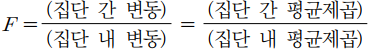 F = (집단 간 변동) / (집단 내 변동) = (집단 간 평균제곱) / (집단 내 평균제곱)